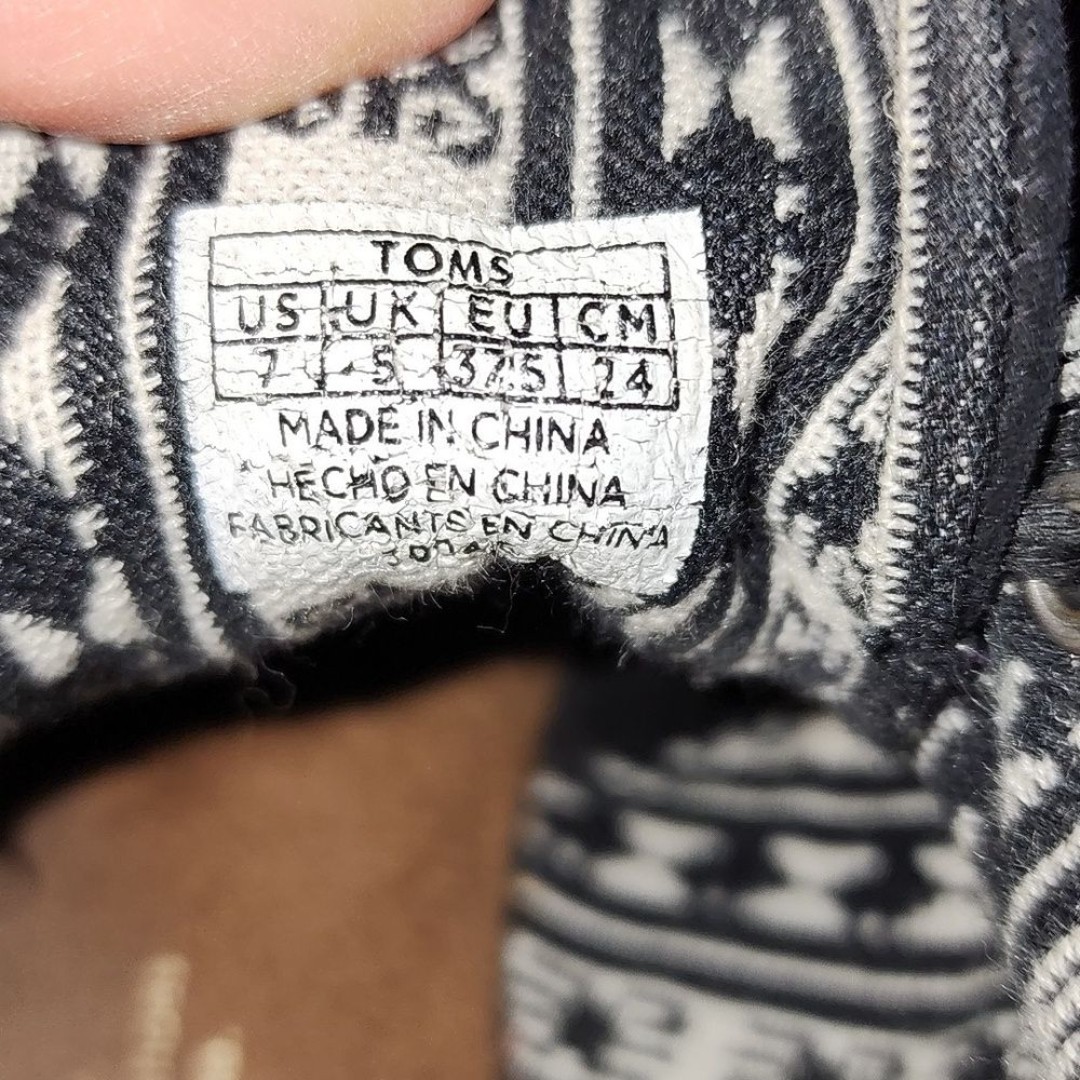 TOMS
US UK EU CM
7 5 37.5 24
MADE IN CHINA
HECHO EN CHINA
FABRICANTS EN CHINA